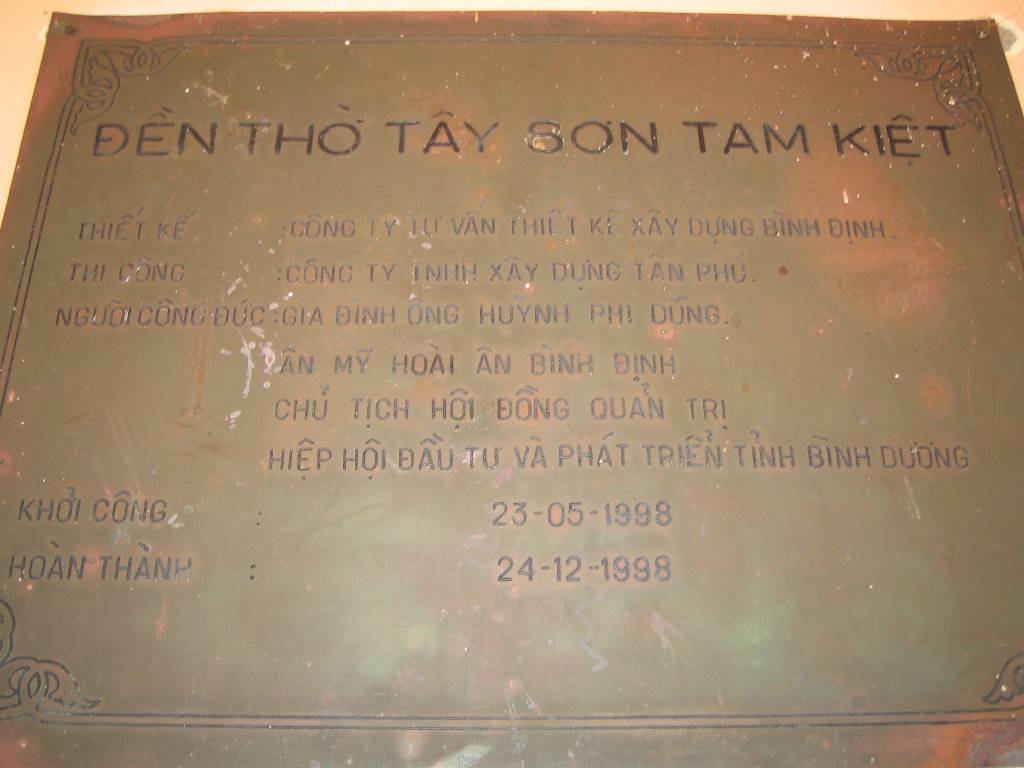 ĐỀN THỜ TÂY SƠN TAM KIỆT
THIẾT KẾ :CÔNG TY TƯ VẤN THIẾT KẾ XÂY DỰNG BÌNH ĐỊNH.
THI CÔNG :CÔNG TY TNHH XÂY DỰNG TÂN PHÚ.
NGƯỜI CÔNG ĐỨC :GIA ĐÌNH ÔNG HUỲNH PHI DŨNG.
ÂN MỸ HOÀI ÂN BÌNH ĐỊNH
CHỦ TỊCH HỘI ĐỒNG QUẢN TRỊ
HIỆP HỘI ĐẦU TƯ VÀ PHÁT TRIỂN TỈNH BÌNH DƯƠNG
KHỞI CÔNG : 23-05-1998
HOÀN THÀNH : 24-12-1998